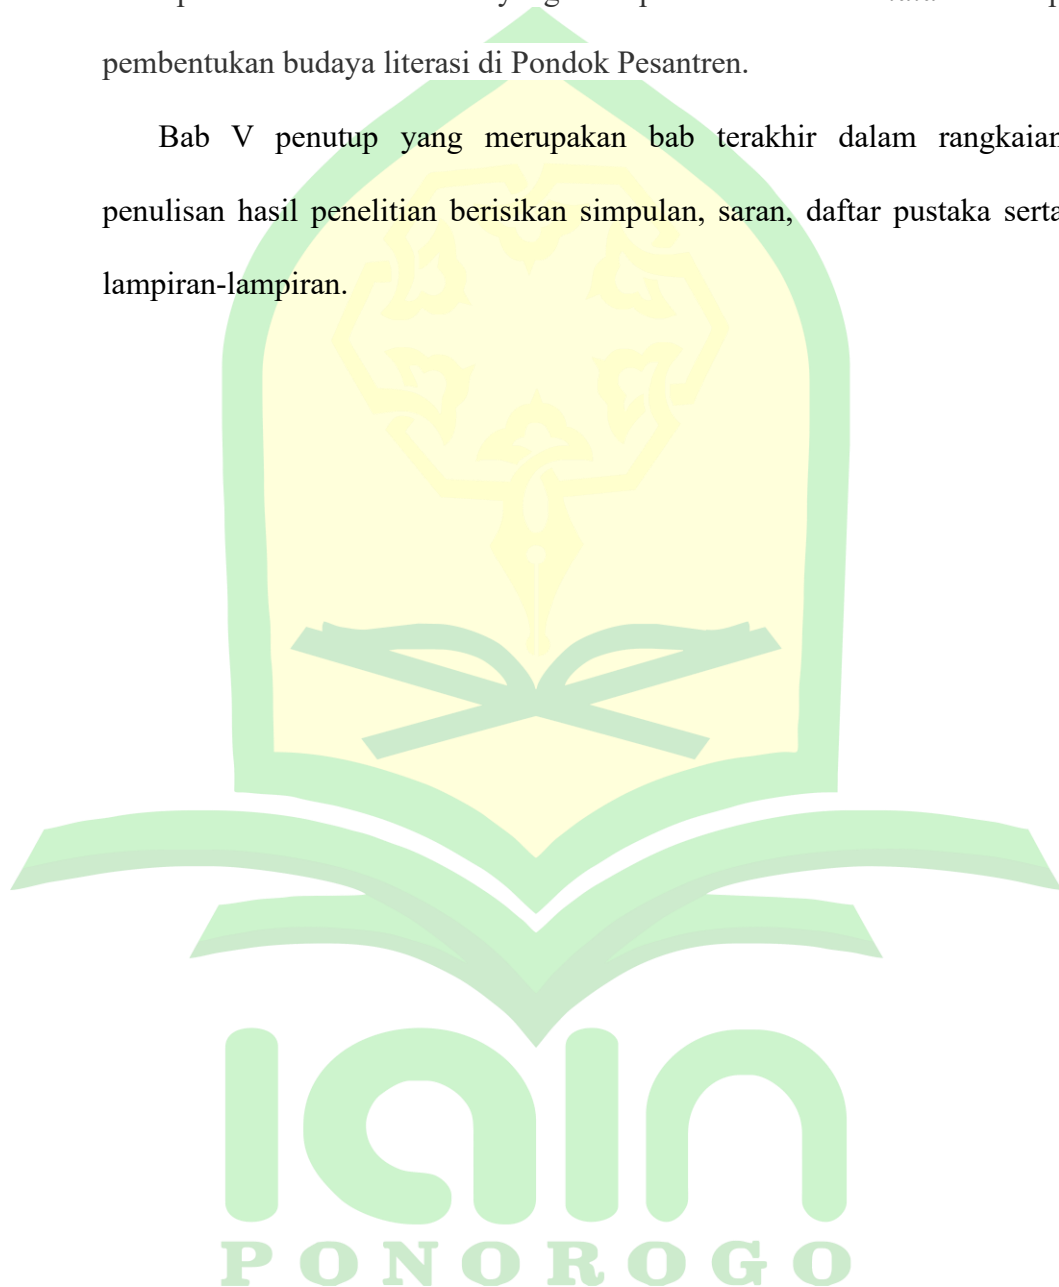 pembentukan budaya literasi di Pondok Pesantren.
Bab V penutup yang merupakan bab terakhir dalam rangkaian
penulisan hasil penelitian berisikan simpulan, saran, daftar pustaka serta
lampiran-lampiran.
iain
PONOROGO